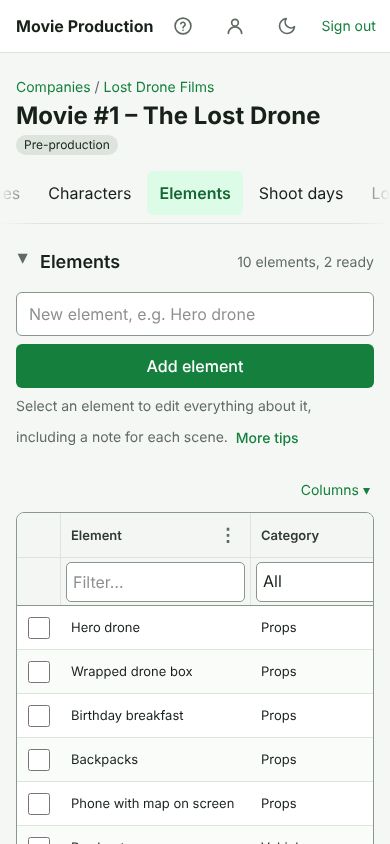 Movie Production
Sign out
Companies / Lost Drone Films
Movie #1 – The Lost Drone
Pre-production
es Characters Elements Shoot days Lo
▼ Elements 10 elements, 2 ready
New element, e.g. Hero drone
Add element
Select an element to edit everything about it,
including a note for each scene. More tips
Columns ▾
Element ⋮ Category
Filter... All
Hero drone Props
Wrapped drone box Props
Birthday breakfast Props
Backpacks Props
Phone with map on screen Props